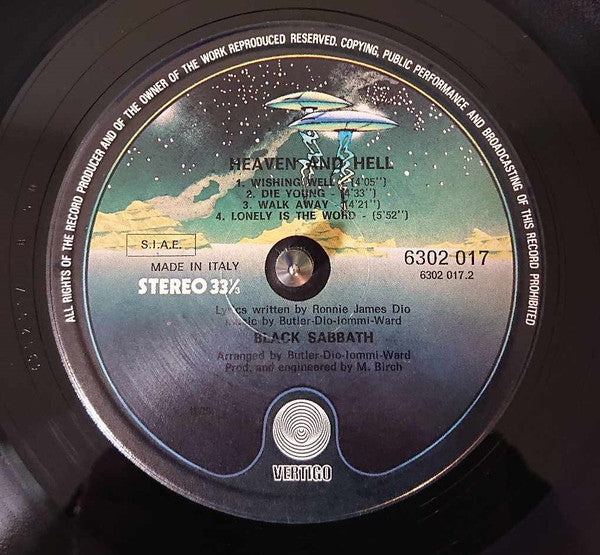 ALL RIGHTS OF THE RECORD PRODUCER AND OF THE OWNER OF THE WORK REPRODUCED RESERVED. COPYING, PUBLIC PERFORMANCE AND BROADCASTING OF THIS RECORD PROHIBITED
HEAVEN AND HELL
1. WISHING WELL - (4'05'')
2. DIE YOUNG - (4'33'')
3. WALK AWAY - (4'21'')
4. LONELY IS THE WORD - (5'52'')
S.I.A.E.
MADE IN ITALY
STEREO 33⅓
6302 017
6302 017.2
Lyrics written by Ronnie James Dio
Music by Butler-Dio-Iommi-Ward
BLACK SABBATH
Arranged by Butler-Dio-Iommi-Ward
Prod. and engineered by M. Birch
VERTIGO